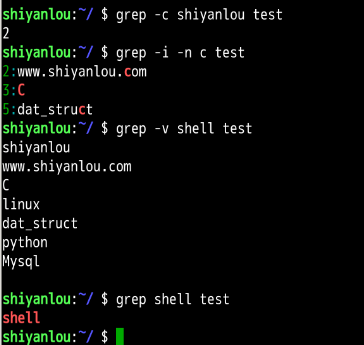 shiyanlou:~/ $ grep -c shiyanlou test
2
shiyanlou:~/ $ grep -i -n c test
2:www.shiyanlou.com
3:C
5:dat_struct
shiyanlou:~/ $ grep -v shell test
shiyanlou
www.shiyanlou.com
C
linux
dat_struct
python
Mysql
shiyanlou:~/ $ grep shell test
shell
shiyanlou:~/ $